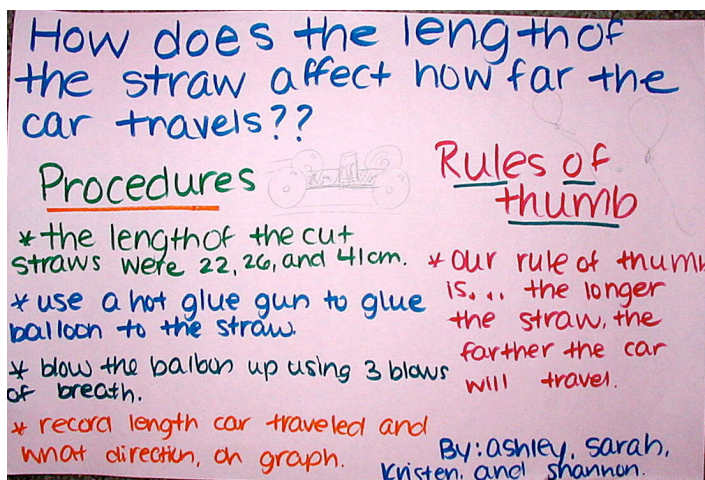 How does the length of
the straw affect how far the
car travels??
Procedures
* the length of the cut
straws were 22, 26, and 41cm.
* use a hot glue gun to glue
balloon to the straw.
* blow the balloon up using 3 blows
of breath.
* record length car traveled and
what direction, on graph.
Rules of
thumb
* Our rule of thumb
is... the longer
the straw, the
farther the car
will travel.
By: ashley, sarah,
Kristen, and shannon.